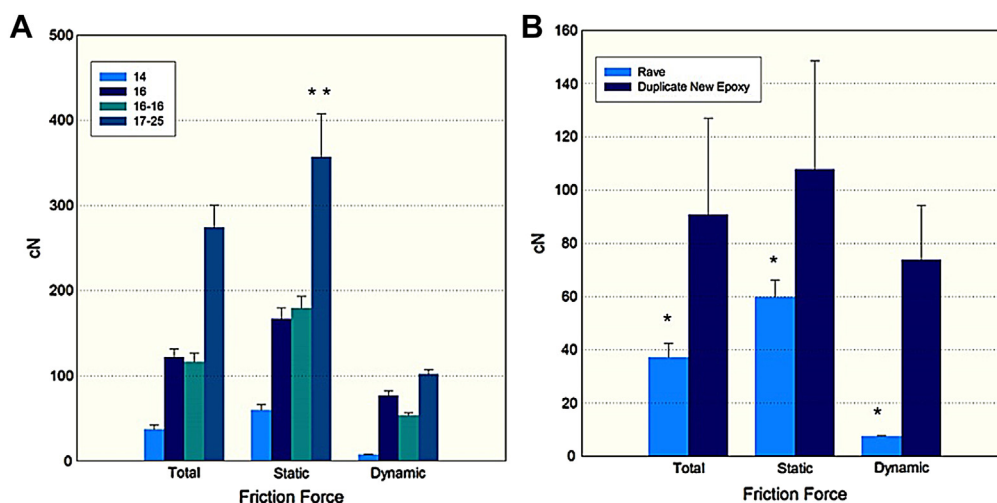 A
500
400
300
200
100
0
cN
14
16
16-16
17-25
* *
Total Static Dynamic
Friction Force
B
160
140
120
100
80
60
40
20
0
cN
Rave
Duplicate New Epoxy
*
*
*
Total Static Dynamic
Friction Force